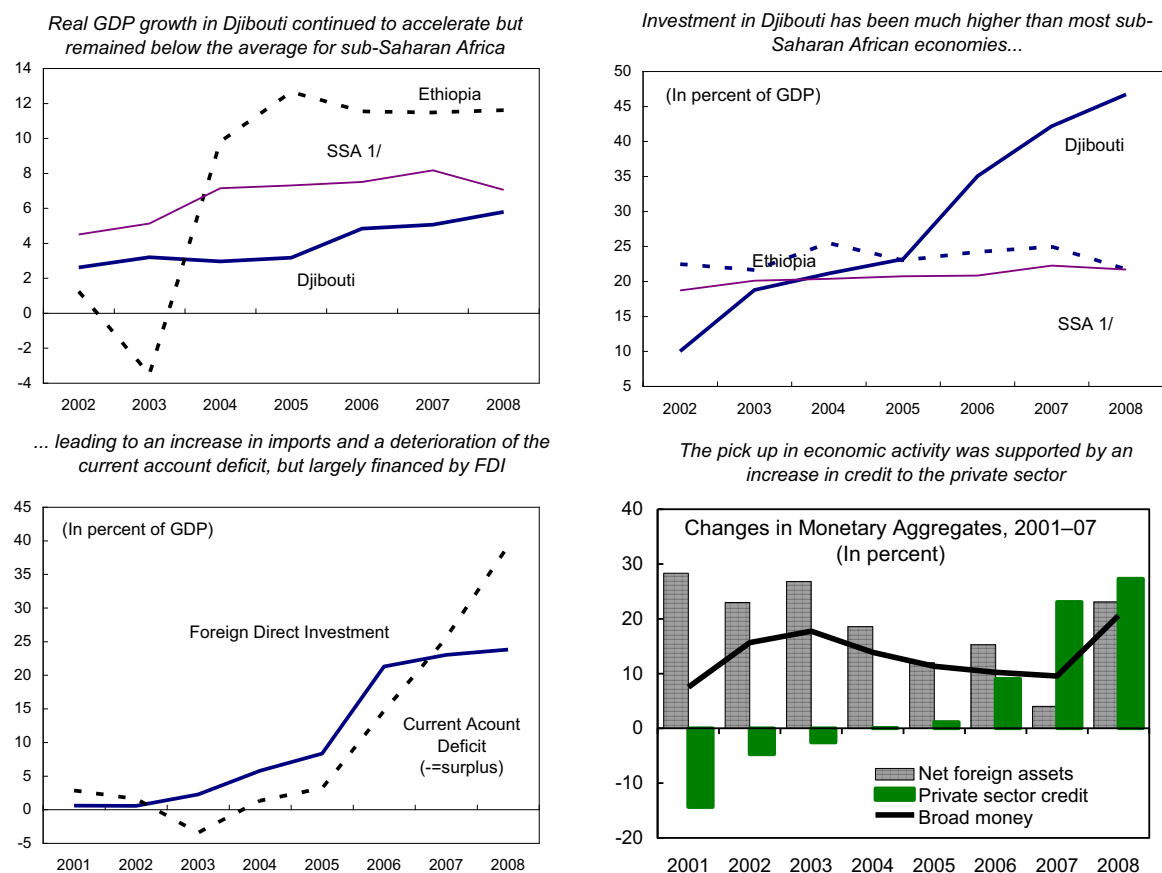 Real GDP growth in Djibouti continued to accelerate but
remained below the average for sub-Saharan Africa
14
12
10
8
6
4
2
0
-2
-4
Ethiopia
SSA 1/
Djibouti
2002 2003 2004 2005 2006 2007 2008
Investment in Djibouti has been much higher than most sub-
Saharan African economies...
50
45
40
35
30
25
20
15
10
5
(In percent of GDP)
Djibouti
Ethiopia
SSA 1/
2002 2003 2004 2005 2006 2007 2008
... leading to an increase in imports and a deterioration of the
current account deficit, but largely financed by FDI
45
40
35
30
25
20
15
10
5
0
-5
(In percent of GDP)
Foreign Direct Investment
Current Acount
Deficit
(-=surplus)
2001 2002 2003 2004 2005 2006 2007 2008
The pick up in economic activity was supported by an
increase in credit to the private sector
40
30
20
10
0
-10
-20
Changes in Monetary Aggregates, 2001–07
(In percent)
Net foreign assets
Private sector credit
Broad money
2001 2002 2003 2004 2005 2006 2007 2008